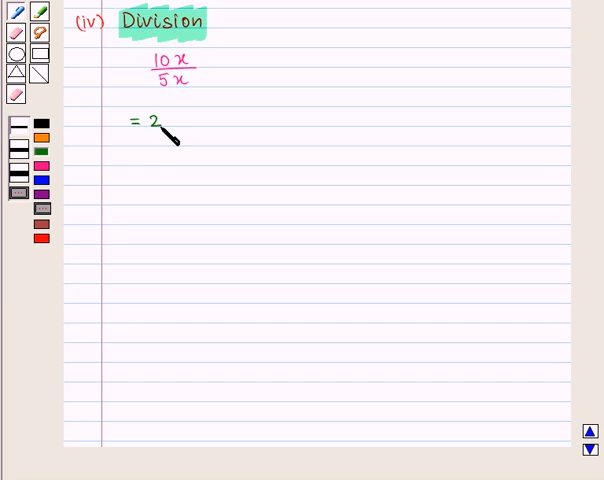 (iv) Division
10x
5x
= 2